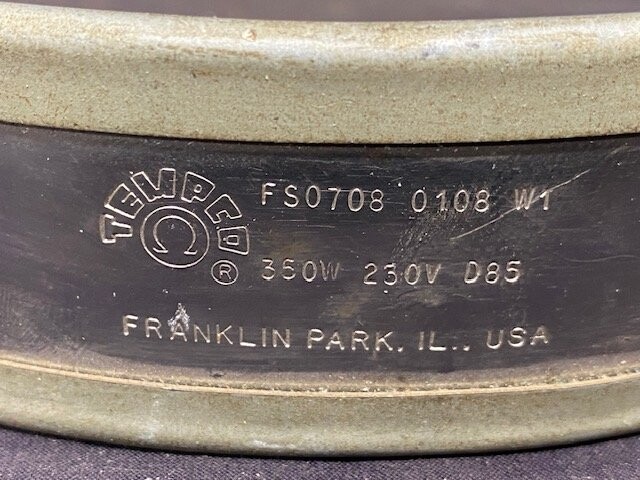 TEMPCO
Ω
®
FS0708 0108 W1
350W 230V D85
FRANKLIN PARK, IL., USA